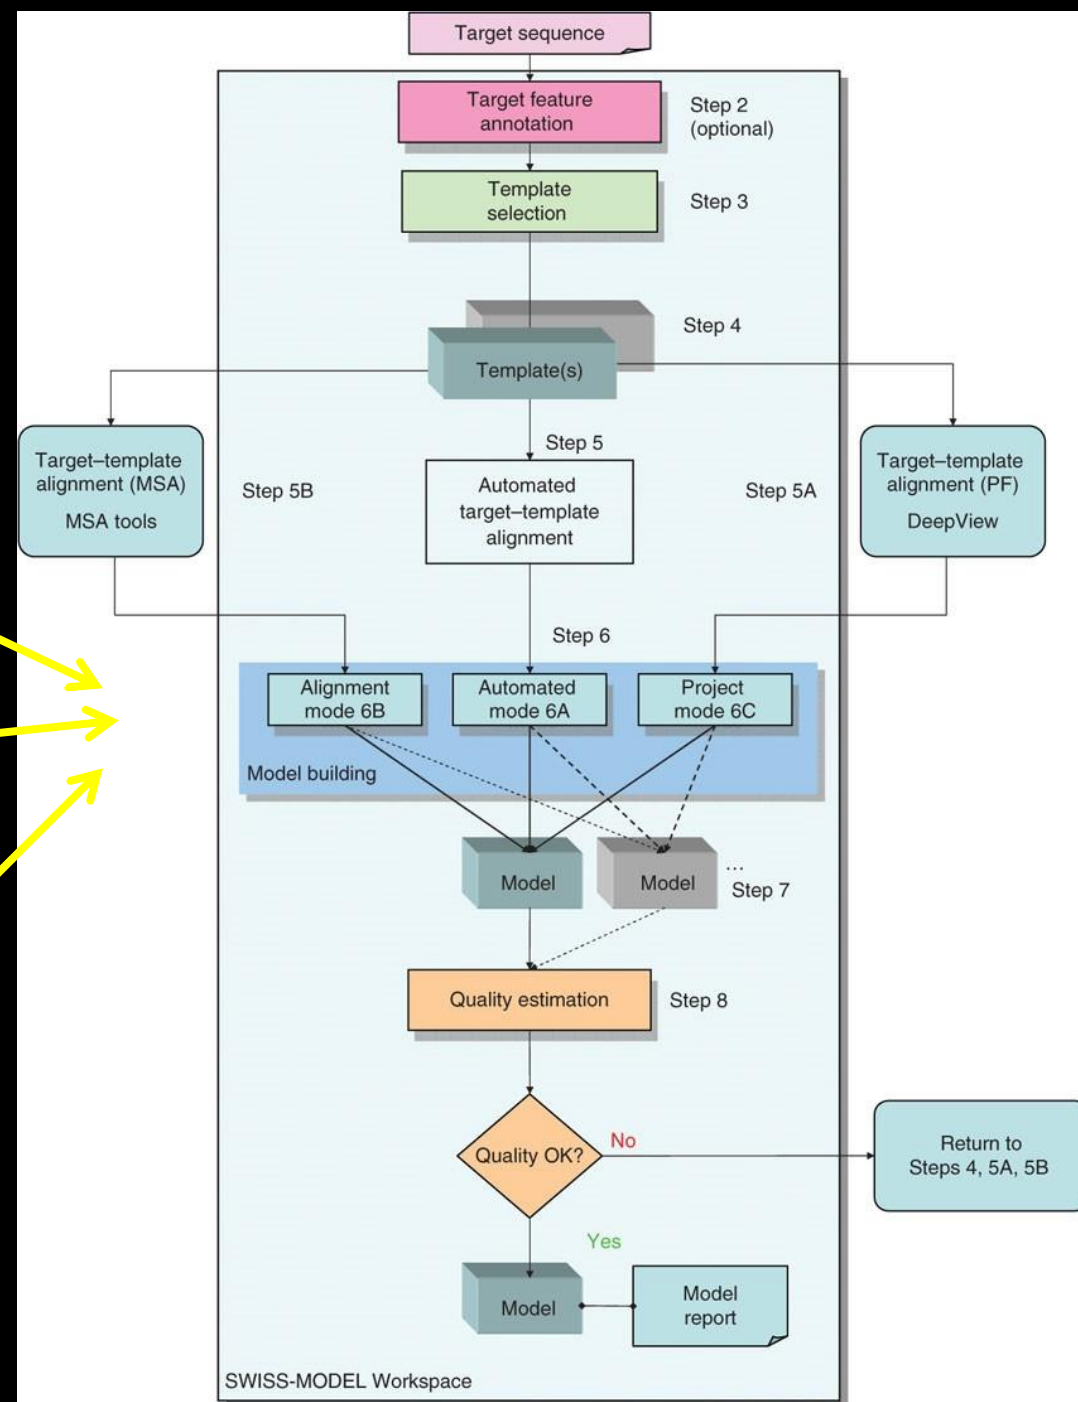 Target sequence
Target feature
annotation
Step 2
(optional)
Template
selection
Step 3
Step 4
Template(s)
Target–template
alignment (MSA)
MSA tools
Step 5B
Step 5
Automated
target–template
alignment
Step 5A
Target–template
alignment (PF)
DeepView
Step 6
Alignment
mode 6B
Automated
mode 6A
Project
mode 6C
Model building
Model
Model
...
Step 7
Quality estimation
Step 8
Quality OK?
No
Return to
Steps 4, 5A, 5B
Yes
Model
Model
report
SWISS-MODEL Workspace